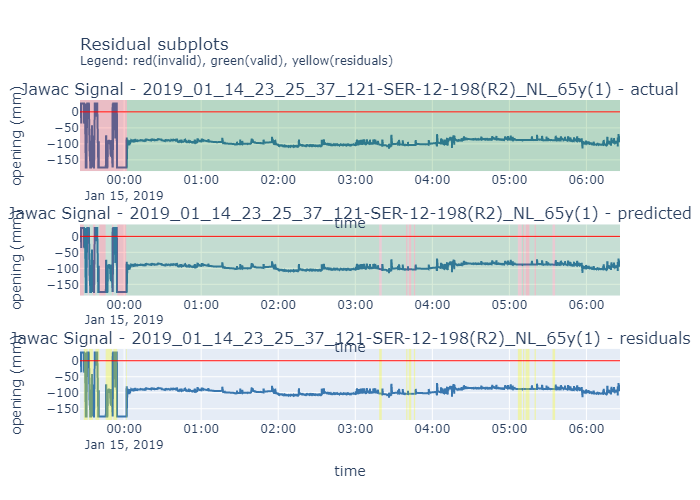 Residual subplots
Legend: red(invalid), green(valid), yellow(residuals)
Jawac Signal - 2019_01_14_23_25_37_121-SER-12-198(R2)_NL_65y(1) - actual
opening (mm)
0
−50
−100
−150
00:00 01:00 02:00 03:00 04:00 05:00 06:00
Jan 15, 2019
time
Jawac Signal - 2019_01_14_23_25_37_121-SER-12-198(R2)_NL_65y(1) - predicted
opening (mm)
0
−50
−100
−150
00:00 01:00 02:00 03:00 04:00 05:00 06:00
Jan 15, 2019
time
Jawac Signal - 2019_01_14_23_25_37_121-SER-12-198(R2)_NL_65y(1) - residuals
opening (mm)
0
−50
−100
−150
00:00 01:00 02:00 03:00 04:00 05:00 06:00
Jan 15, 2019
time